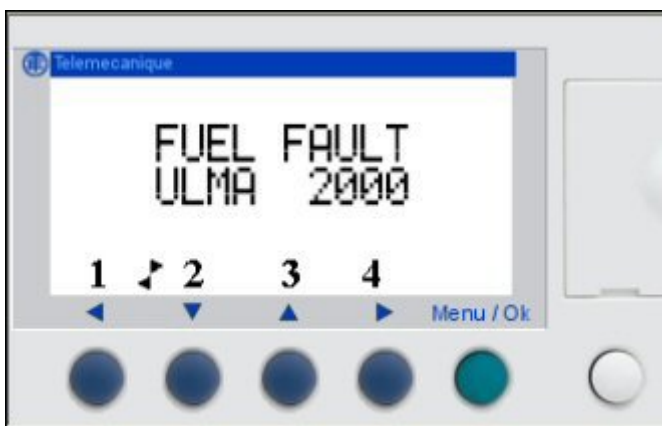 Telemecanique
FUEL FAULT
ULMA 2000
1 2 3 4
Menu / Ok